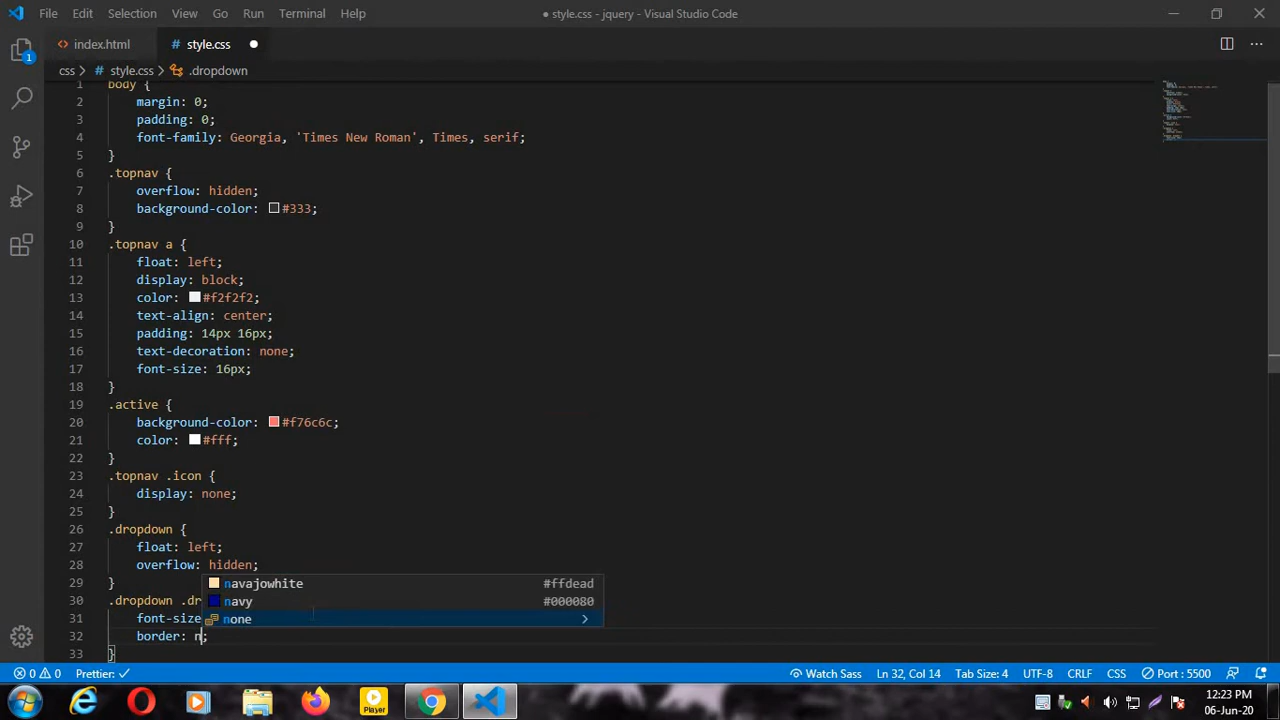 File Edit Selection View Go Run Terminal Help ● style.css - jquery - Visual Studio Code
1
<> index.html # style.css ●
css > # style.css > .dropdown
1 body {
2 margin: 0;
3 padding: 0;
4 font-family: Georgia, 'Times New Roman', Times, serif;
5 }
6 .topnav {
7 overflow: hidden;
8 background-color: #333;
9 }
10 .topnav a {
11 float: left;
12 display: block;
13 color: #f2f2f2;
14 text-align: center;
15 padding: 14px 16px;
16 text-decoration: none;
17 font-size: 16px;
18 }
19 .active {
20 background-color: #f76c6c;
21 color: #fff;
22 }
23 .topnav .icon {
24 display: none;
25 }
26 .dropdown {
27 float: left;
28 overflow: hidden;
29 }
navajowhite #ffdead
30 .dropdown .dr
navy #000080
31 font-size
none >
32 border: n;
33 }
0 0 Prettier: ✓ Watch Sass Ln 32, Col 14 Tab Size: 4 UTF-8 CRLF CSS Port : 5500
Player
12:23 PM
06-Jun-20